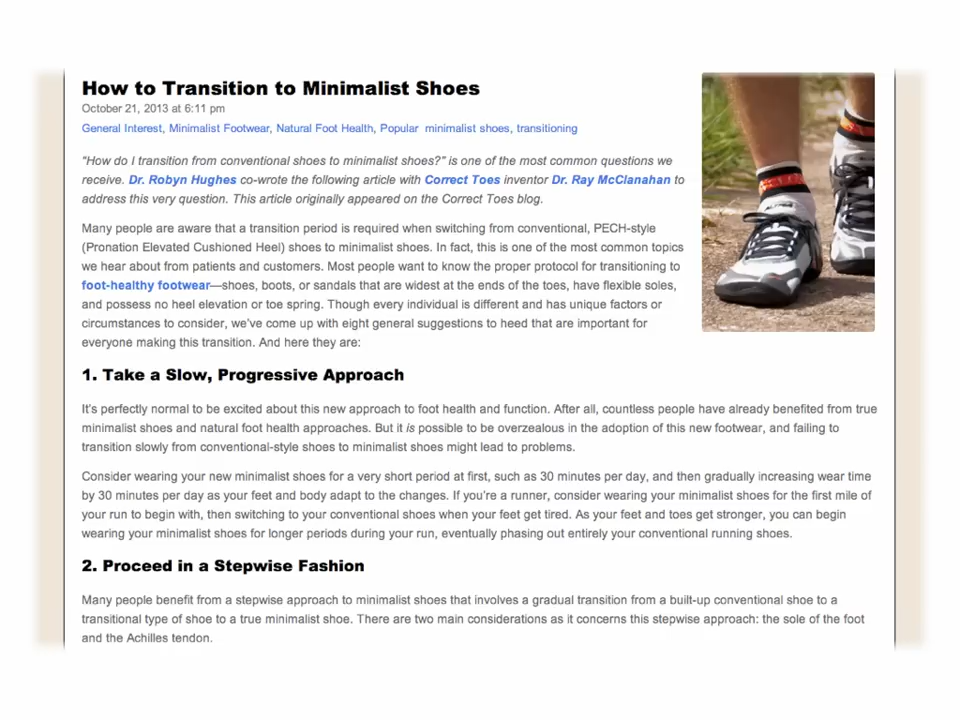 How to Transition to Minimalist Shoes
October 21, 2013 at 6:11 pm
General Interest, Minimalist Footwear, Natural Foot Health, Popular minimalist shoes, transitioning
"How do I transition from conventional shoes to minimalist shoes?" is one of the most common questions we
receive. Dr. Robyn Hughes co-wrote the following article with Correct Toes inventor Dr. Ray McClanahan to
address this very question. This article originally appeared on the Correct Toes blog.
Many people are aware that a transition period is required when switching from conventional, PECH-style
(Pronation Elevated Cushioned Heel) shoes to minimalist shoes. In fact, this is one of the most common topics
we hear about from patients and customers. Most people want to know the proper protocol for transitioning to
foot-healthy footwear—shoes, boots, or sandals that are widest at the ends of the toes, have flexible soles,
and possess no heel elevation or toe spring. Though every individual is different and has unique factors or
circumstances to consider, we've come up with eight general suggestions to heed that are important for
everyone making this transition. And here they are:
1. Take a Slow, Progressive Approach
It's perfectly normal to be excited about this new approach to foot health and function. After all, countless people have already benefited from true
minimalist shoes and natural foot health approaches. But it is possible to be overzealous in the adoption of this new footwear, and failing to
transition slowly from conventional-style shoes to minimalist shoes might lead to problems.
Consider wearing your new minimalist shoes for a very short period at first, such as 30 minutes per day, and then gradually increasing wear time
by 30 minutes per day as your feet and body adapt to the changes. If you're a runner, consider wearing your minimalist shoes for the first mile of
your run to begin with, then switching to your conventional shoes when your feet get tired. As your feet and toes get stronger, you can begin
wearing your minimalist shoes for longer periods during your run, eventually phasing out entirely your conventional running shoes.
2. Proceed in a Stepwise Fashion
Many people benefit from a stepwise approach to minimalist shoes that involves a gradual transition from a built-up conventional shoe to a
transitional type of shoe to a true minimalist shoe. There are two main considerations as it concerns this stepwise approach: the sole of the foot
and the Achilles tendon.